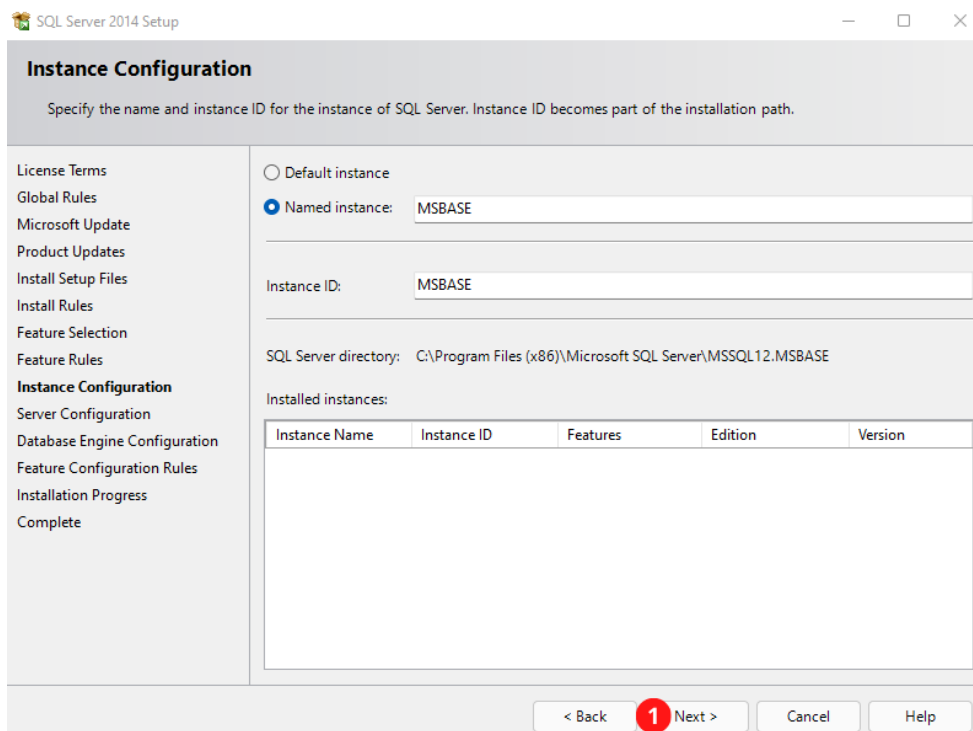 SQL Server 2014 Setup
Instance Configuration
Specify the name and instance ID for the instance of SQL Server. Instance ID becomes part of the installation path.
License Terms
Global Rules
Microsoft Update
Product Updates
Install Setup Files
Install Rules
Feature Selection
Feature Rules
Instance Configuration
Server Configuration
Database Engine Configuration
Feature Configuration Rules
Installation Progress
Complete
Default instance
Named instance: MSBASE
Instance ID: MSBASE
SQL Server directory: C:\Program Files (x86)\Microsoft SQL Server\MSSQL12.MSBASE
Installed instances:
Instance Name Instance ID Features Edition Version
< Back 1 Next > Cancel Help